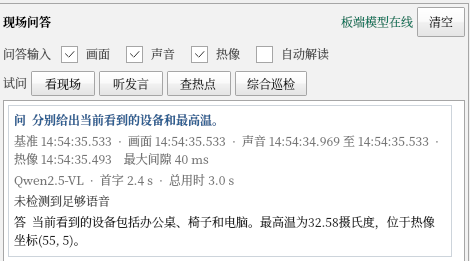 现场问答 板端模型在线 清空
问答输入 画面 声音 热像 自动解读
试问 看现场 听发言 查热点 综合巡检
问 分别给出当前看到的设备和最高温。
基准 14:54:35.533 · 画面 14:54:35.533 · 声音 14:54:34.969 至 14:54:35.533 ·
热像 14:54:35.493 最大间隙 40 ms
Qwen2.5-VL · 首字 2.4 s · 总用时 3.0 s
未检测到足够语音
答 当前看到的设备包括办公桌、椅子和电脑。最高温为32.58摄氏度，位于热像
坐标(55, 5)。